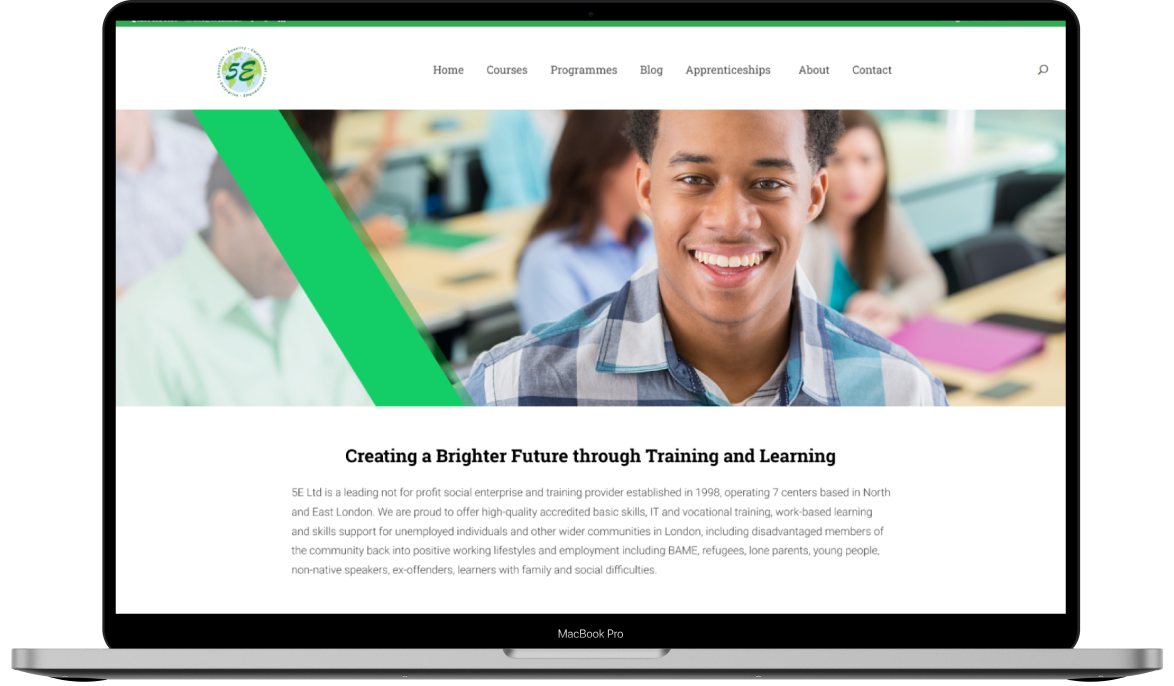 5E
Home Courses Programmes Blog Apprenticeships About Contact
Creating a Brighter Future through Training and Learning
5E Ltd is a leading not for profit social enterprise and training provider established in 1998, operating 7 centers based in North
and East London. We are proud to offer high-quality accredited basic skills, IT and vocational training, work-based learning
and skills support for unemployed individuals and other wider communities in London, including disadvantaged members of
the community back into positive working lifestyles and employment including BAME, refugees, lone parents, young people,
non-native speakers, ex-offenders, learners with family and social difficulties.
MacBook Pro